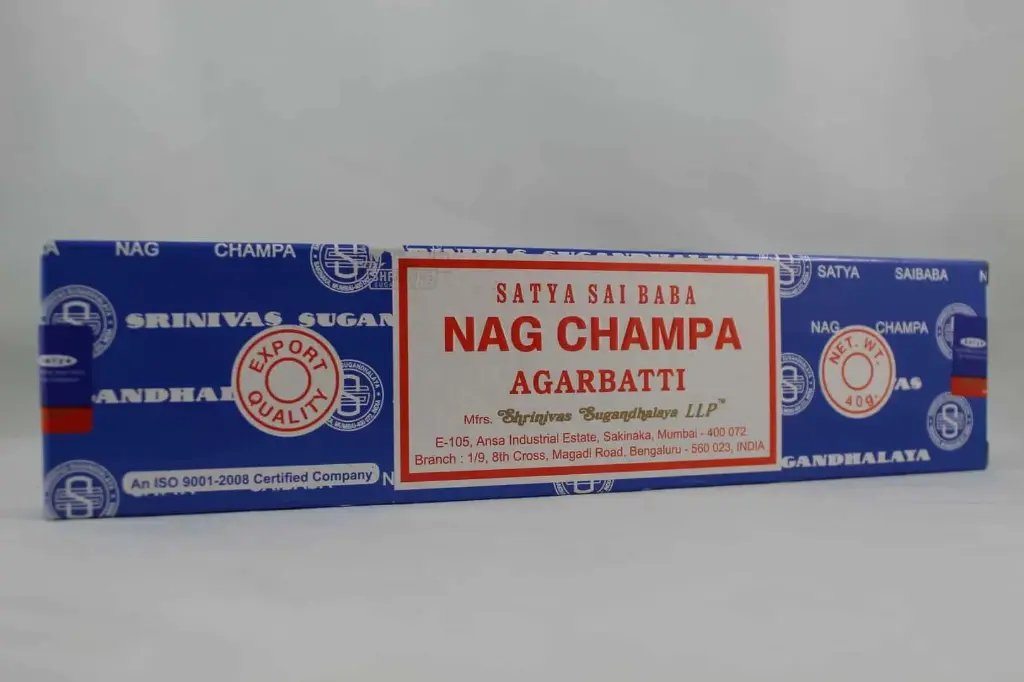 NAG CHAMPA
SATYA SAIBABA
SRINIVAS SUGAN
ANDHAL
EXPORT
QUALITY
An ISO 9001-2008 Certified Company
SATYA SAI BABA
NAG CHAMPA
AGARBATTI
Mfrs. Shrinivas Sugandhalaya LLP™
E-105, Ansa Industrial Estate, Sakinaka, Mumbai - 400 072.
Branch : 1/9, 8th Cross, Magadi Road, Bengaluru - 560 023, INDIA
NAG CHAMPA
NET. WT.
40g.
AS
GANDHALAYA